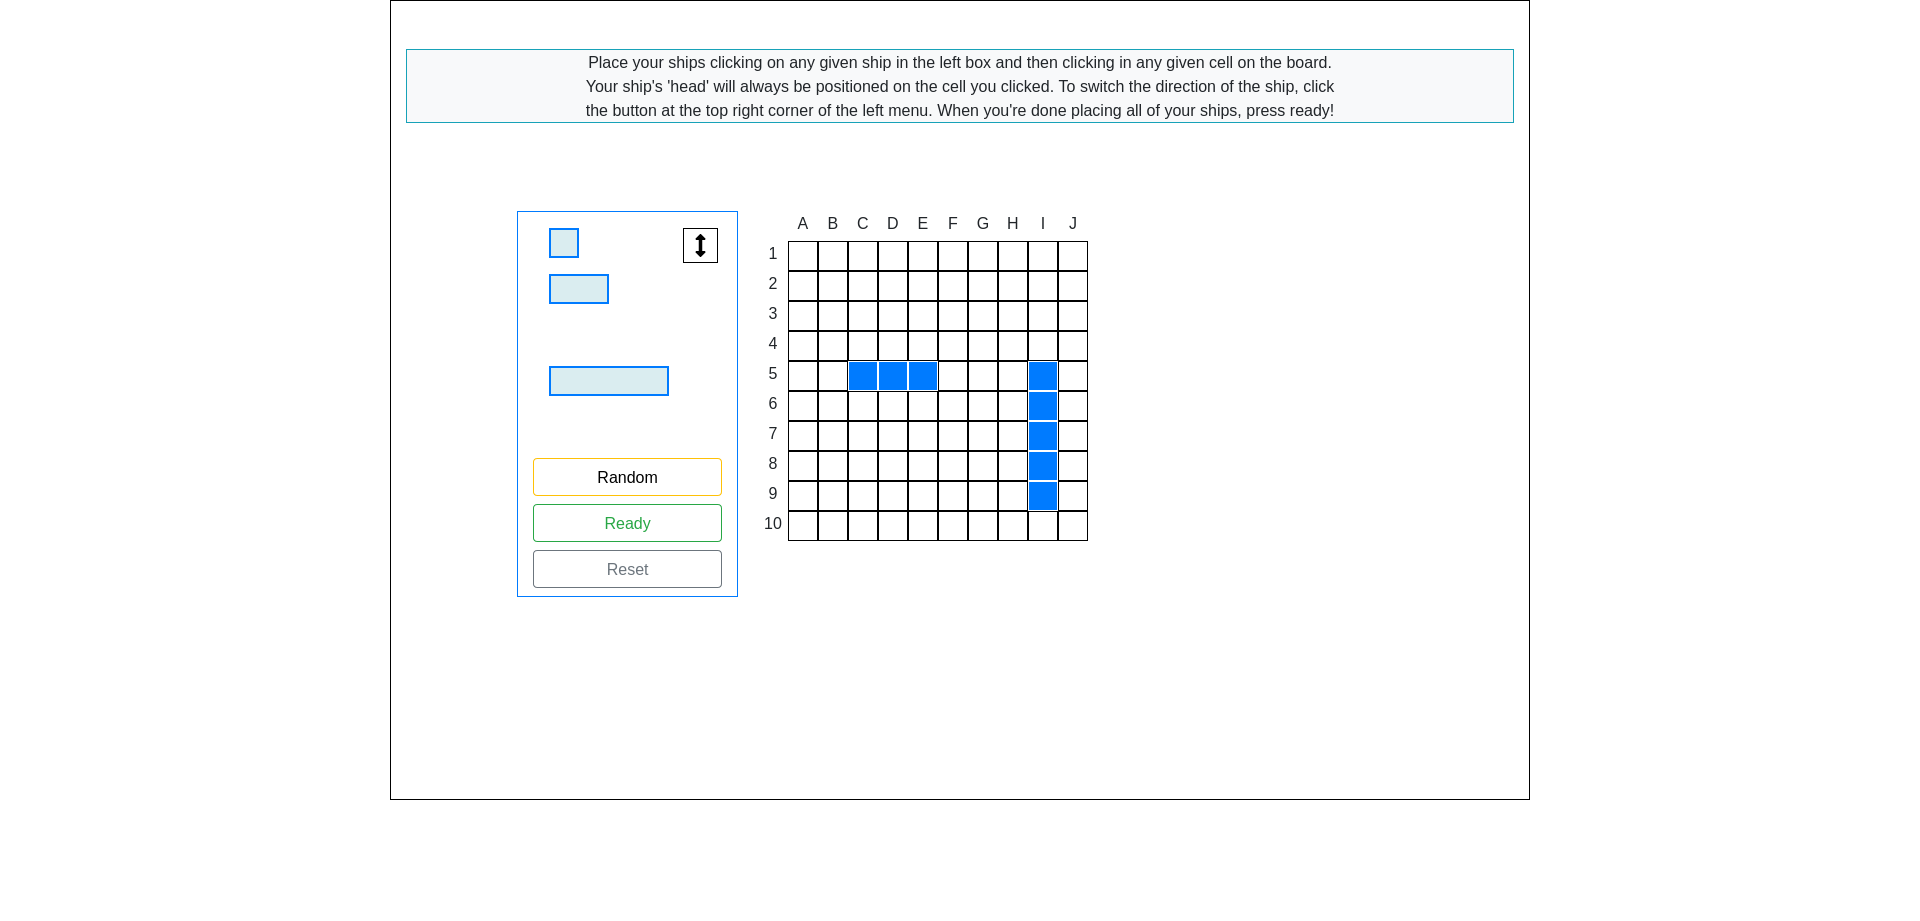 Place your ships clicking on any given ship in the left box and then clicking in any given cell on the board.
Your ship's 'head' will always be positioned on the cell you clicked. To switch the direction of the ship, click
the button at the top right corner of the left menu. When you're done placing all of your ships, press ready!
A B C D E F G H I J
1
2
3
4
5
6
7
8
9
10
Random
Ready
Reset